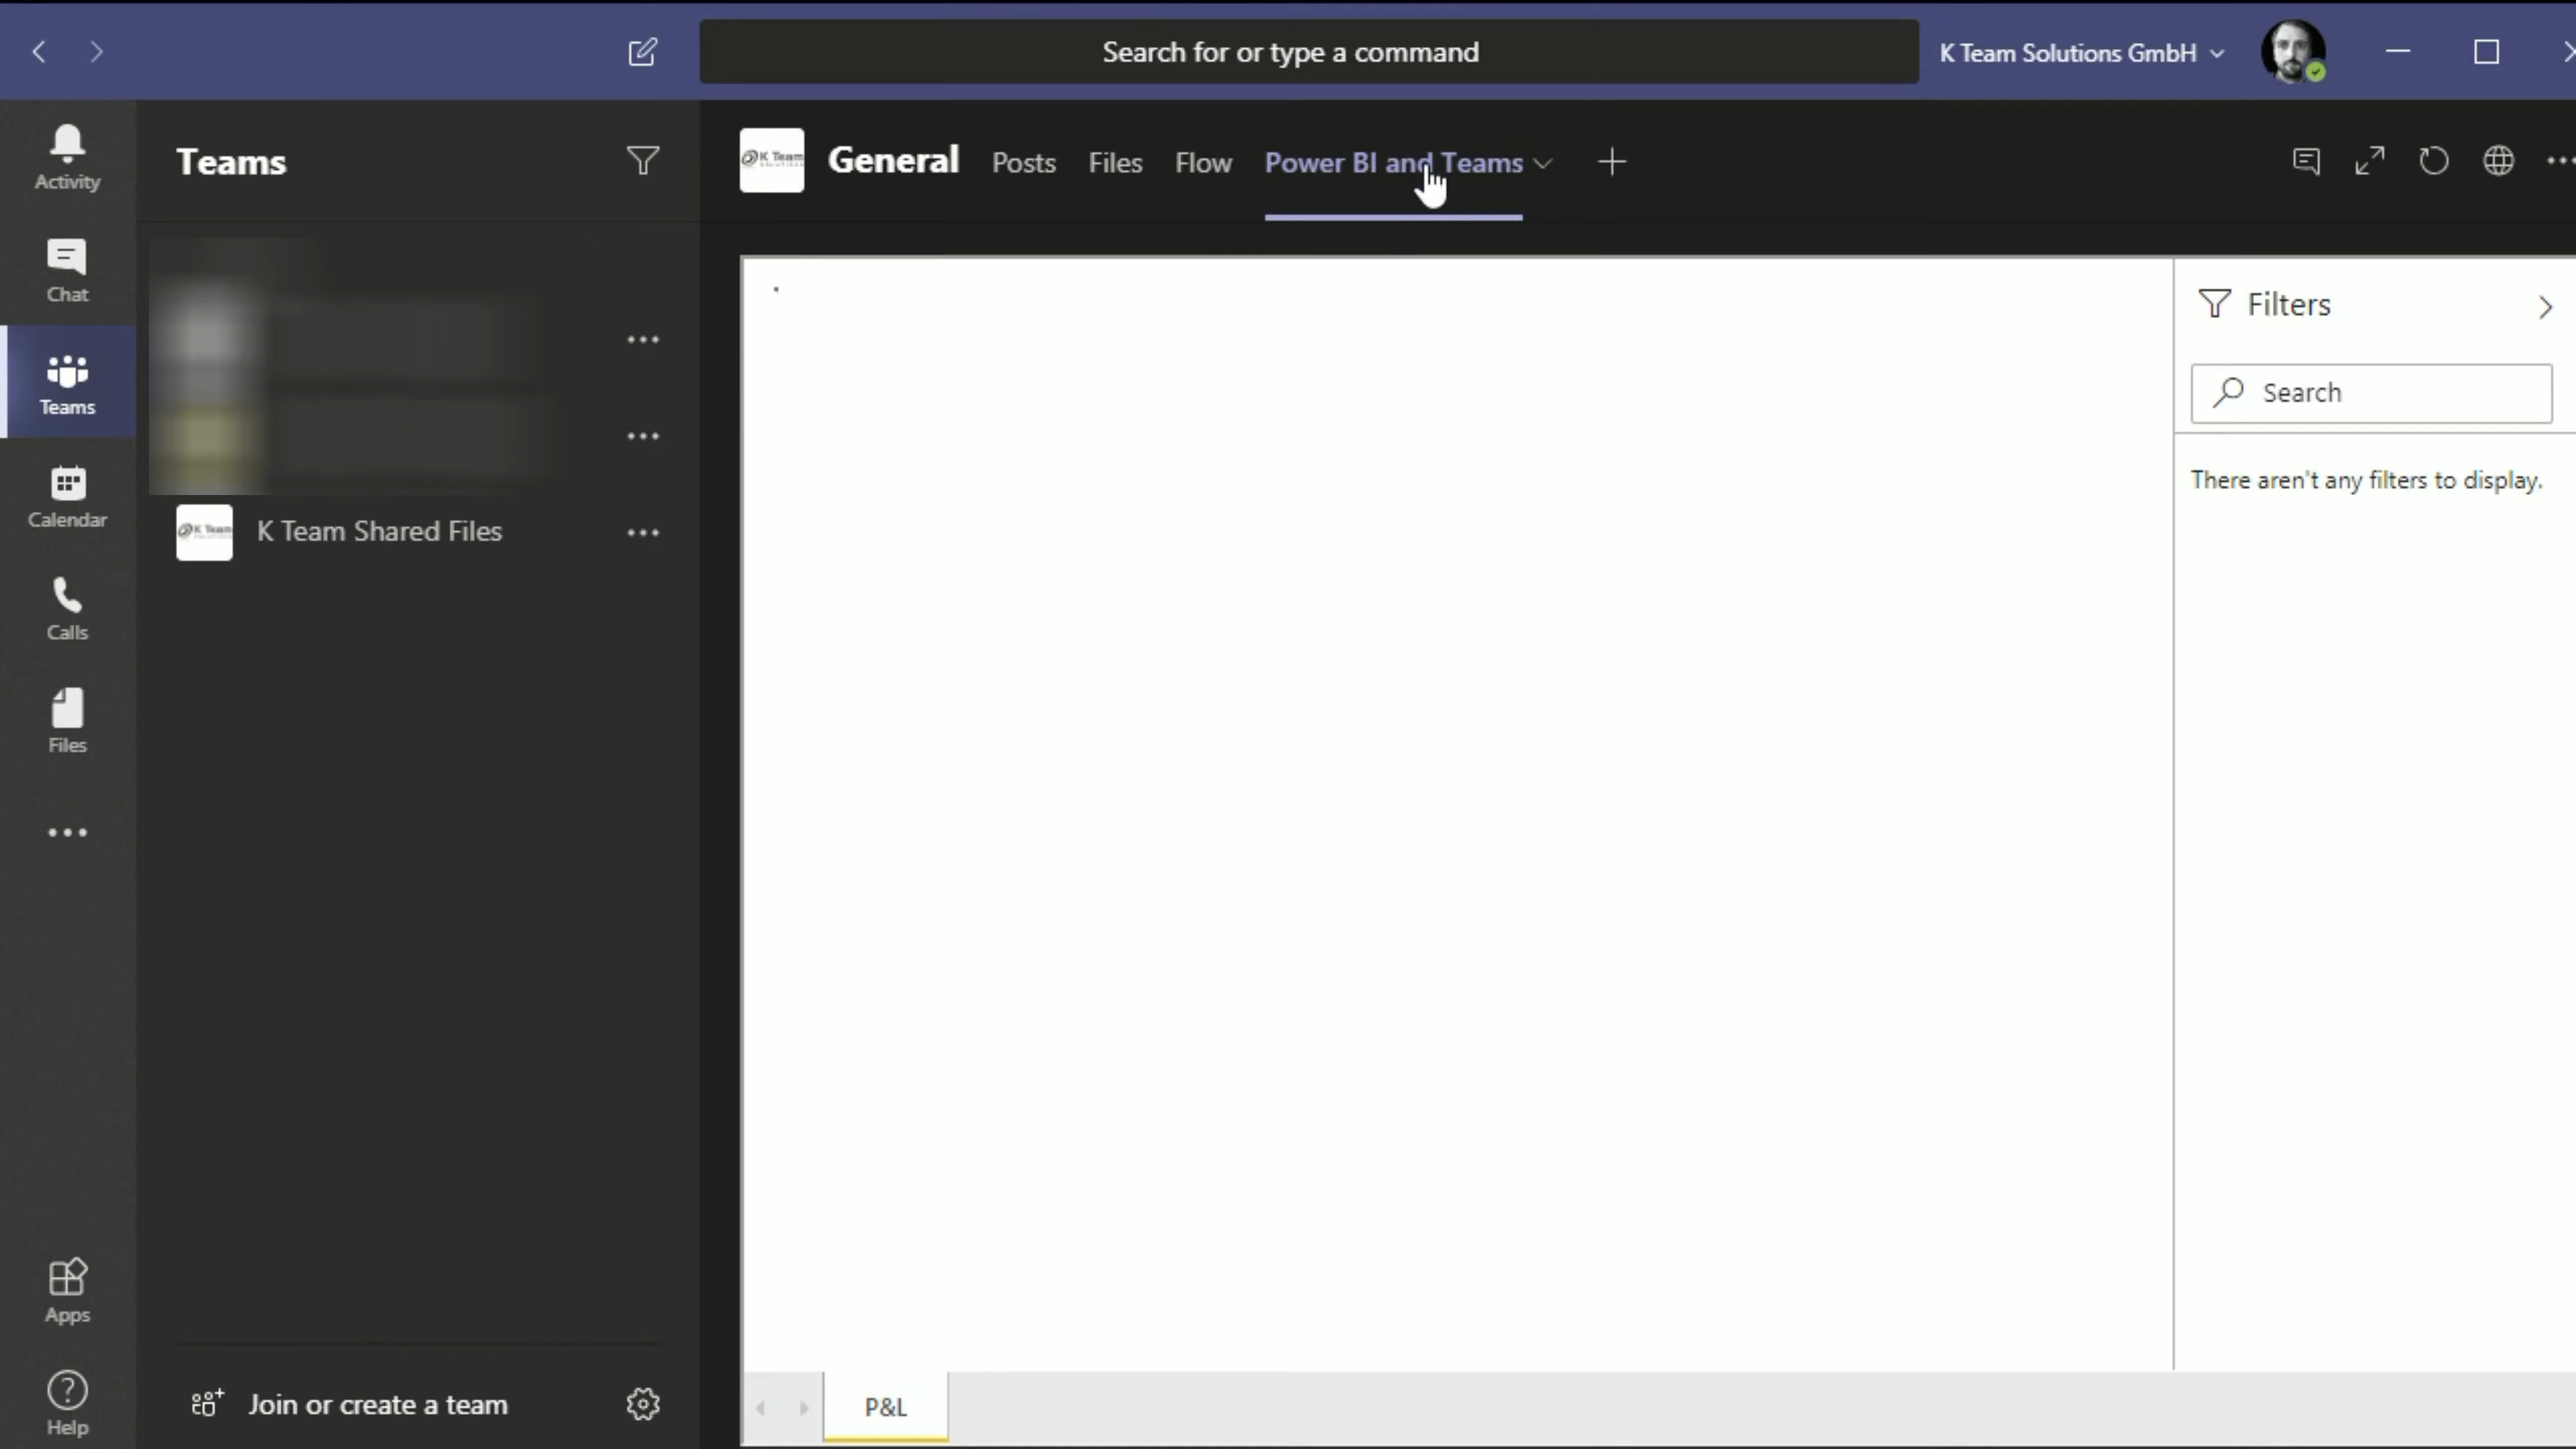 Search for or type a command
K Team Solutions GmbH
Activity
Chat
Teams
Calendar
Calls
Files
Apps
Help
Teams
K Team
K Team Shared Files
Join or create a team
K Team
General
Posts
Files
Flow
Power BI and Teams
Filters
Search
There aren't any filters to display.
P&L